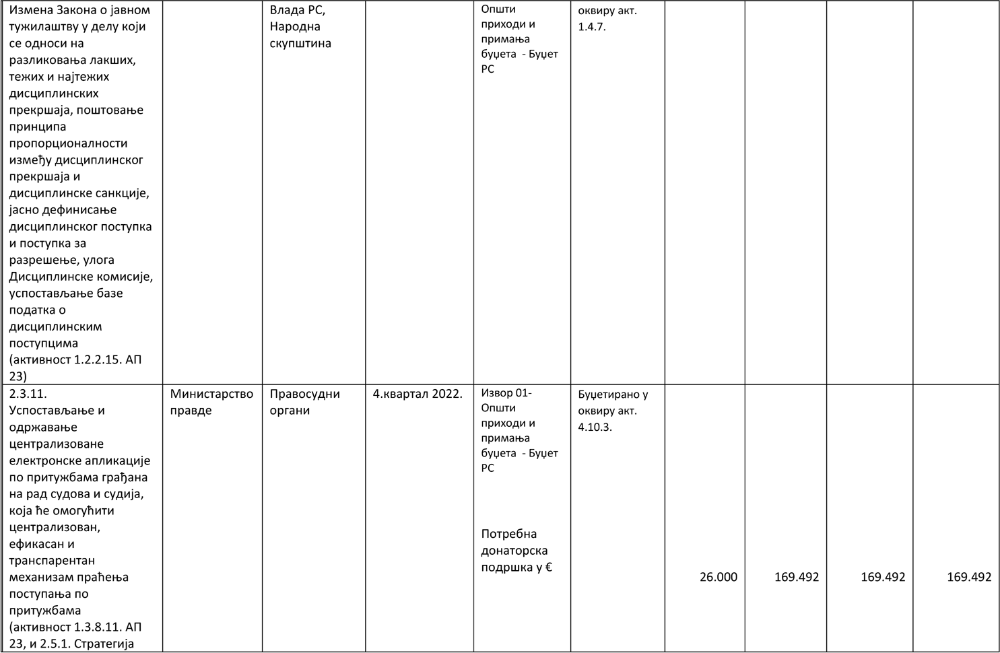 Измена Закона о јавном
тужилаштву у делу који
се односи на
разликовања лакших,
тежих и најтежих
дисциплинских
прекршаја, поштовање
принципа
пропорционалности
између дисциплинског
прекршаја и
дисциплинске санкције,
јасно дефинисање
дисциплинског поступка
и поступка за
разрешење, улога
Дисциплинске комисије,
успостављање базе
податка о
дисциплинским
поступцима
(активност 1.2.2.15. АП
23)
Влада РС,
Народна
скупштина
Општи
приходи и
примања
буџета - Буџет
РС
оквиру акт.
1.4.7.
2.3.11.
Успостављање и
одржавање
централизоване
електронске апликације
по притужбама грађана
на рад судова и судија,
која ће омогућити
централизован,
ефикасан и
транспарентан
механизам праћења
поступања по
притужбама
(активност 1.3.8.11. АП
23, и 2.5.1. Стратегија
Министарство
правде
Правосудни
органи
4.квартал 2022.
Извор 01-
Општи
приходи и
примања
буџета - Буџет
РС
Потребна
донаторска
подршка у €
Буџетирано у
оквиру акт.
4.10.3.
26.000
169.492
169.492
169.492